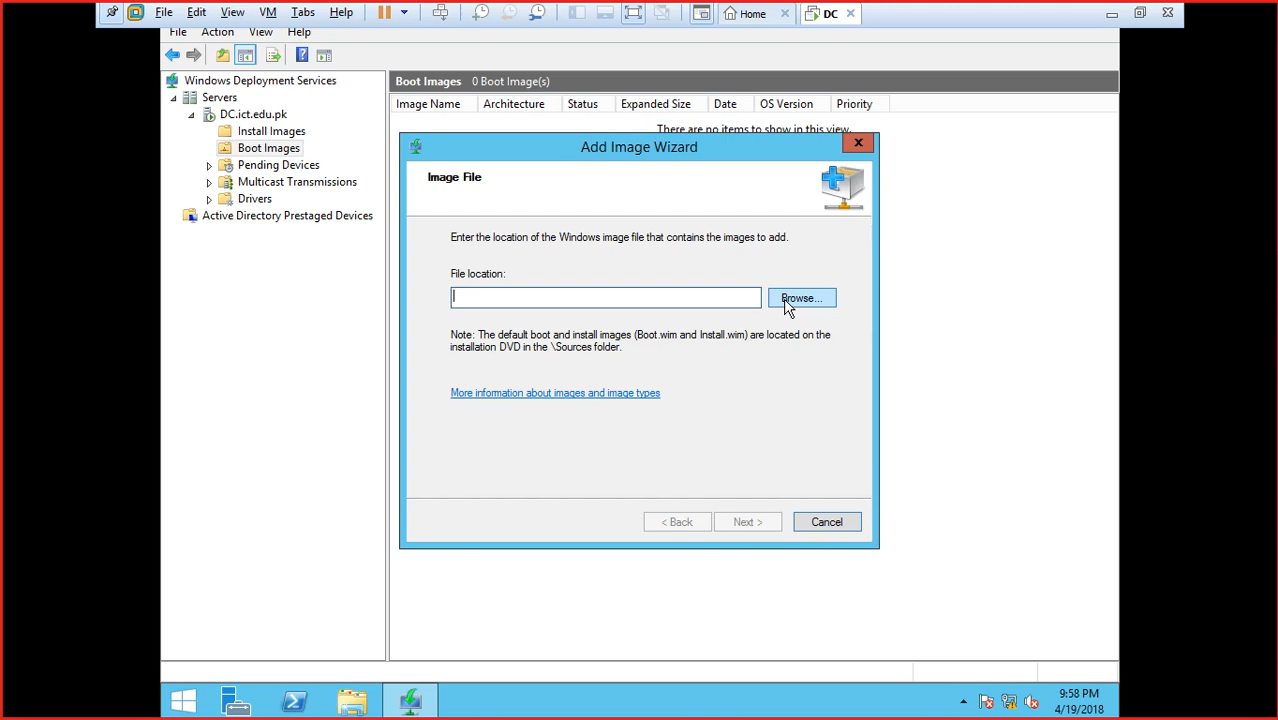 File Edit View VM Tabs Help Home DC
File Action View Help
Windows Deployment Services
Servers
DC.ict.edu.pk
Install Images
Boot Images
Pending Devices
Multicast Transmissions
Drivers
Active Directory Prestaged Devices
Boot Images 0 Boot Image(s)
Image Name Architecture Status Expanded Size Date OS Version Priority
There are no items to show in this view.
Add Image Wizard
Image File
Enter the location of the Windows image file that contains the images to add.
File location:
Browse...
Note: The default boot and install images (Boot.wim and Install.wim) are located on the
installation DVD in the \Sources folder.
More information about images and image types
< Back Next > Cancel
9:58 PM
4/19/2018